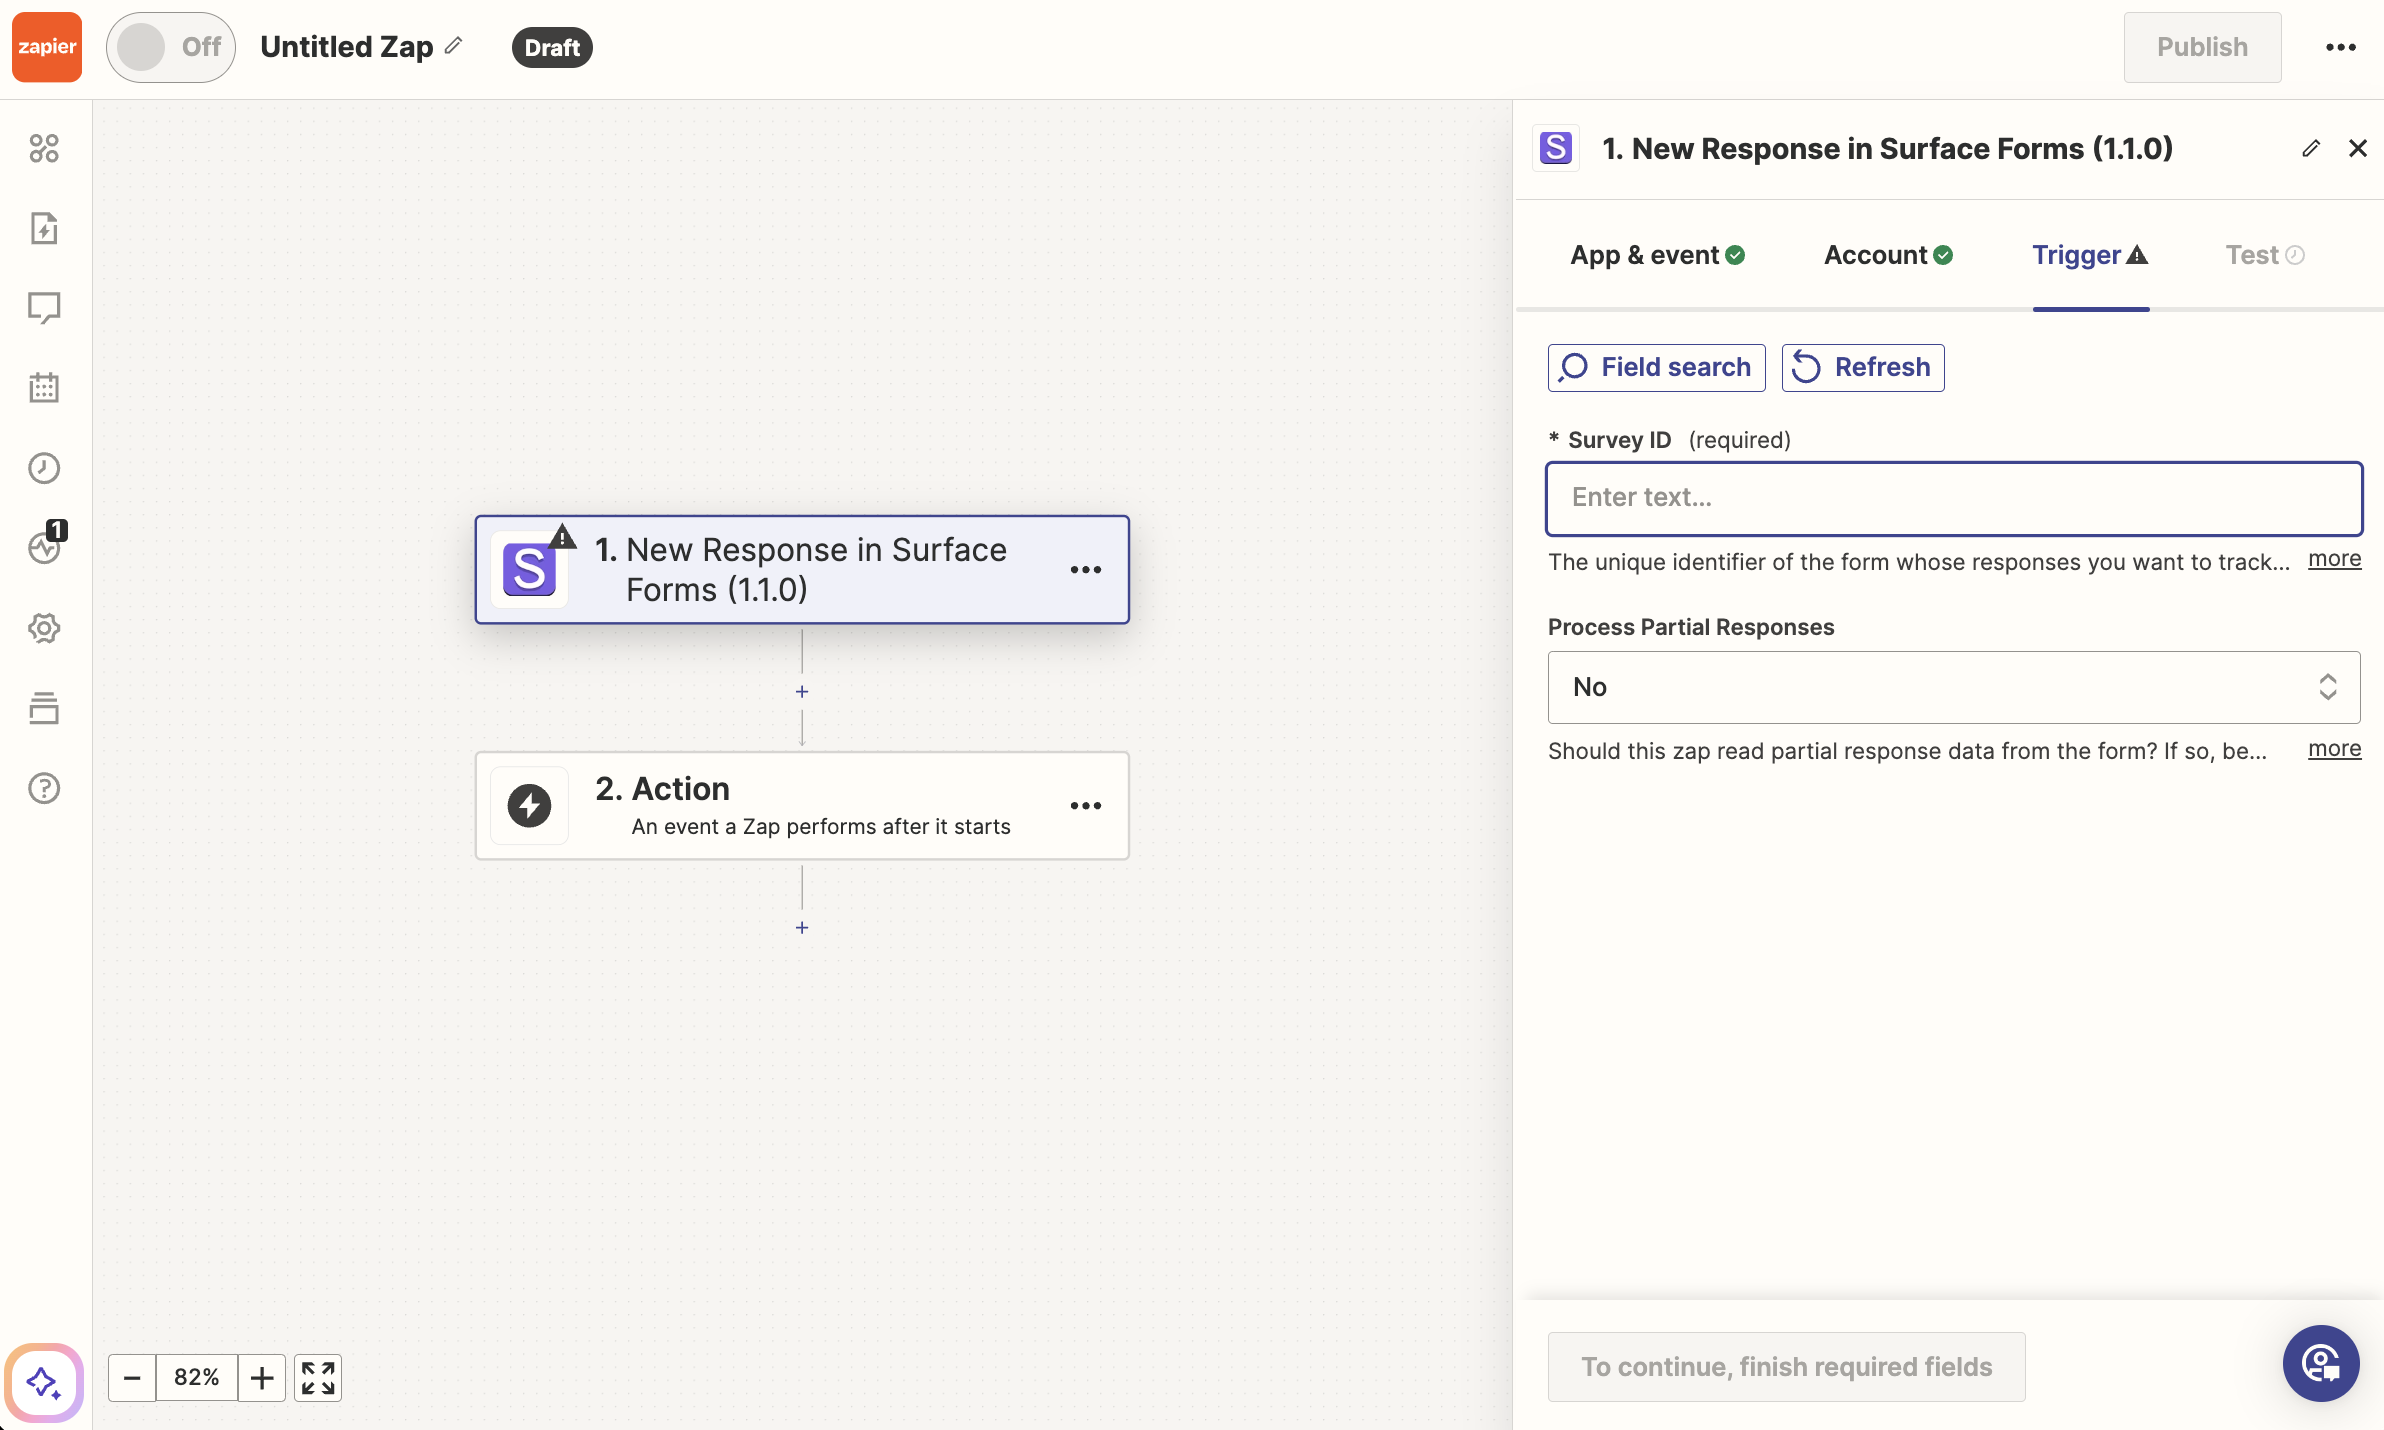 zapier
Off
Untitled Zap
Draft
Publish
1
S
1. New Response in Surface
Forms (1.1.0)
2. Action
An event a Zap performs after it starts
82%
S
1. New Response in Surface Forms (1.1.0)
App & event
Account
Trigger
Test
Field search
Refresh
* Survey ID (required)
Enter text...
The unique identifier of the form whose responses you want to track... more
Process Partial Responses
No
Should this zap read partial response data from the form? If so, be... more
To continue, finish required fields